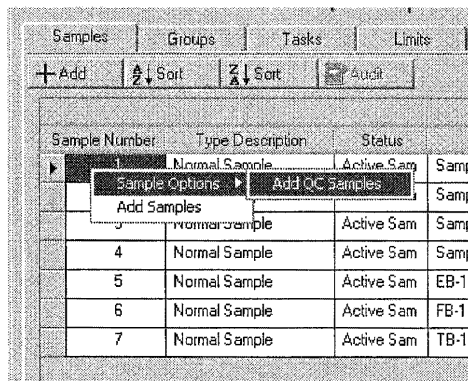 Samples Groups Tasks Limits
Add A Z Sort Z A Sort Audit
Sample Number Type Description Status
1 Normal Sample Active Sam Samp
Sample Options Add QC Samples Samp
Add Samples
3 Normal Sample Active Sam Samp
4 Normal Sample Active Sam Samp
5 Normal Sample Active Sam EB-1
6 Normal Sample Active Sam FB-1
7 Normal Sample Active Sam TB-1